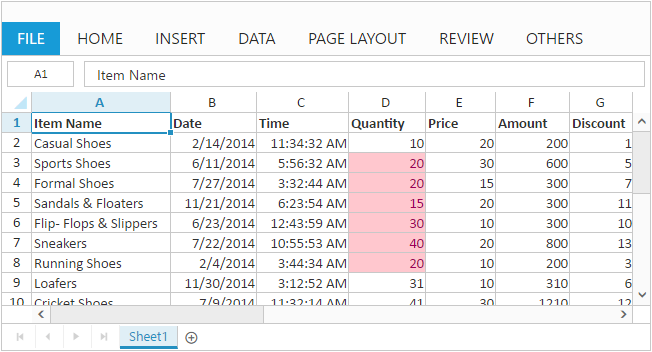 FILE HOME INSERT DATA PAGE LAYOUT REVIEW OTHERS
A1 Item Name
A B C D E F G
1 Item Name Date Time Quantity Price Amount Discount
2 Casual Shoes 2/14/2014 11:34:32 AM 10 20 200 1
3 Sports Shoes 6/11/2014 5:56:32 AM 20 30 600 5
4 Formal Shoes 7/27/2014 3:32:44 AM 20 15 300 7
5 Sandals & Floaters 11/21/2014 6:23:54 AM 15 20 300 11
6 Flip- Flops & Slippers 6/23/2014 12:43:59 AM 30 10 300 10
7 Sneakers 7/22/2014 10:55:53 AM 40 20 800 13
8 Running Shoes 2/4/2014 3:44:34 AM 20 10 200 3
9 Loafers 11/30/2014 3:12:52 AM 31 10 310 6
10 Cricket Shoes 7/9/2014 11:32:14 AM 41 30 1210 12
Sheet1